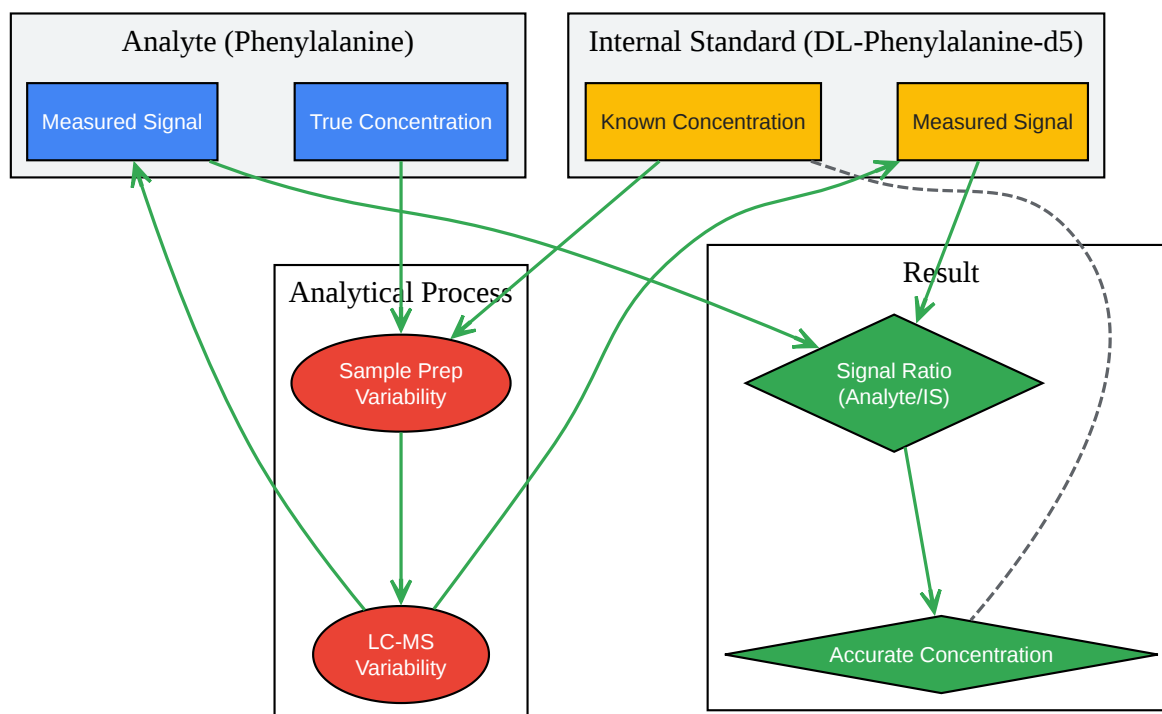 Analyte (Phenylalanine)
Internal Standard (DL-Phenylalanine-d5)
Measured Signal
True Concentration
Known Concentration
Measured Signal
Analytical Process
Result
Sample Prep
Variability
Signal Ratio
(Analyte/IS)
LC-MS
Variability
Accurate Concentration